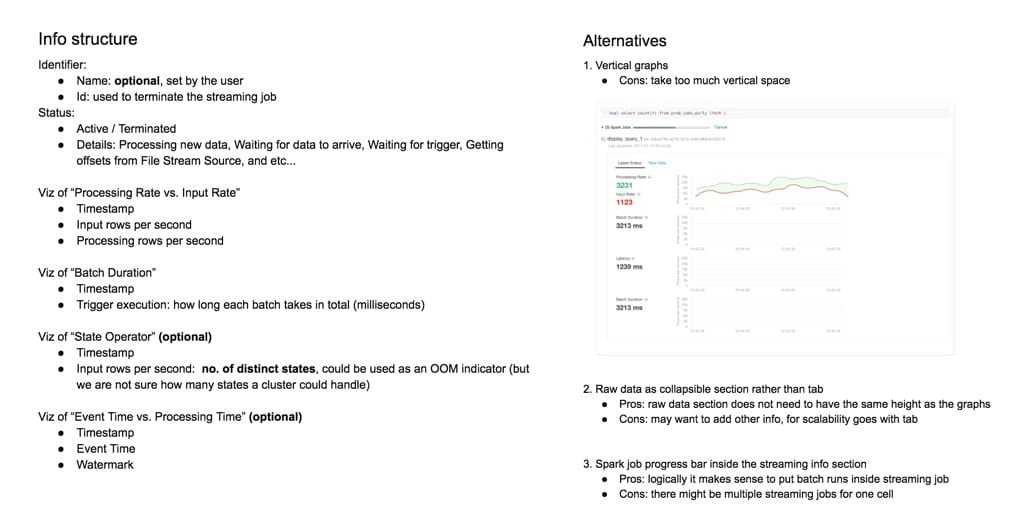 Info structure
Identifier:
● Name: optional, set by the user
● Id: used to terminate the streaming job
Status:
● Active / Terminated
● Details: Processing new data, Waiting for data to arrive, Waiting for trigger, Getting
offsets from File Stream Source, and etc...
Viz of "Processing Rate vs. Input Rate"
● Timestamp
● Input rows per second
● Processing rows per second
Viz of "Batch Duration"
● Timestamp
● Trigger execution: how long each batch takes in total (milliseconds)
Viz of "State Operator" (optional)
● Timestamp
● Input rows per second: no. of distinct states, could be used as an OOM indicator (but
we are not sure how many states a cluster could handle)
Viz of "Event Time vs. Processing Time" (optional)
● Timestamp
● Event Time
● Watermark
Alternatives
1. Vertical graphs
● Cons: take too much vertical space
Spark Jobs
Cancel
display_query_1
Latest Status Raw Data
Processing Rate
3231
Input Rate
1123
Batch Duration
3213 ms
Latency
1239 ms
Batch Duration
3213 ms
2. Raw data as collapsible section rather than tab
● Pros: raw data section does not need to have the same height as the graphs
● Cons: may want to add other info, for scalability goes with tab
3. Spark job progress bar inside the streaming info section
● Pros: logically it makes sense to put batch runs inside streaming job
● Cons: there might be multiple streaming jobs for one cell